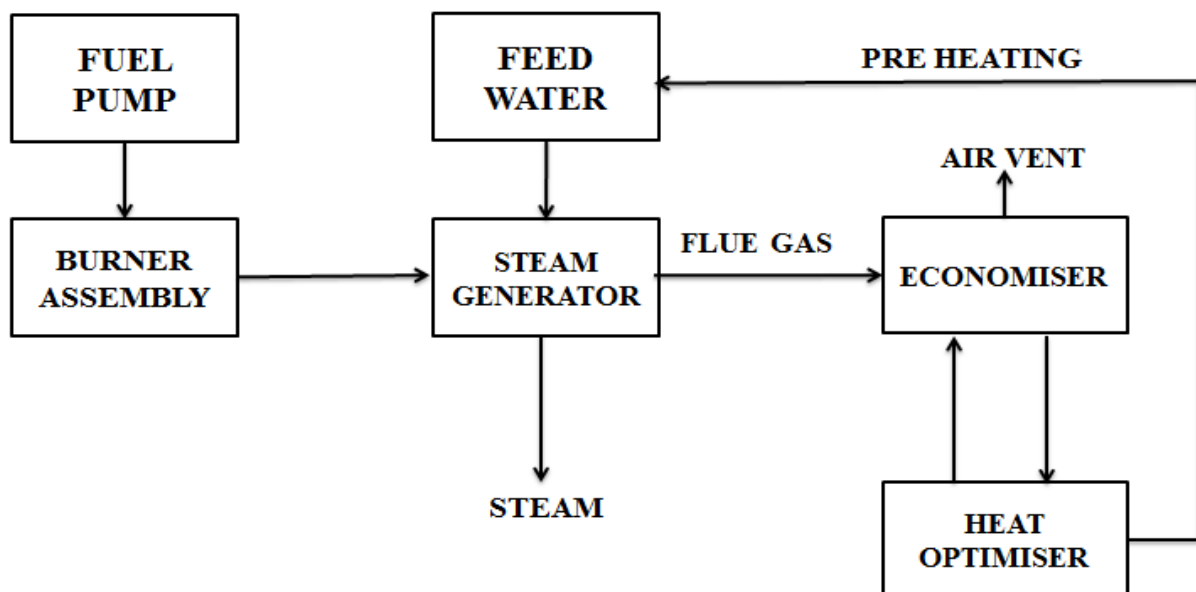 FUEL
PUMP
FEED
WATER
PRE HEATING
AIR VENT
BURNER
ASSEMBLY
STEAM
GENERATOR
FLUE GAS
ECONOMISER
STEAM
HEAT
OPTIMISER